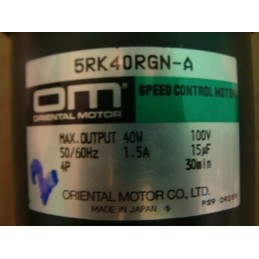 5RK40RGN-A
OM
ORIENTAL MOTOR
SPEED CONTROL MOTOR
MAX. OUTPUT 40W 100V
50/60Hz 1.5A 15μF
4P 30min
ORIENTAL MOTOR CO., LTD.
MADE IN JAPAN